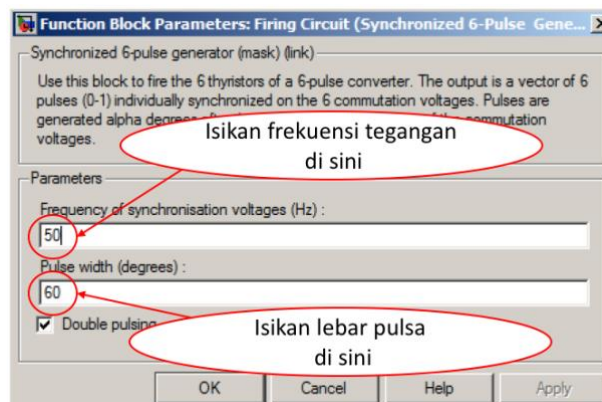 Function Block Parameters: Firing Circuit (Synchronized 6-Pulse Gene...
Synchronized 6-pulse generator (mask) (link)
Use this block to fire the 6 thyristors of a 6-pulse converter. The output is a vector of 6
pulses (0-1) individually synchronized on the 6 commutation voltages. Pulses are
generated alpha degrees
voltages.
Isikan frekuensi tegangan
di sini
Parameters
Frequency of synchronisation voltages (Hz) :
50
Pulse width (degrees) :
60
Double pulsing
Isikan lebar pulsa
di sini
OK
Cancel
Help
Apply